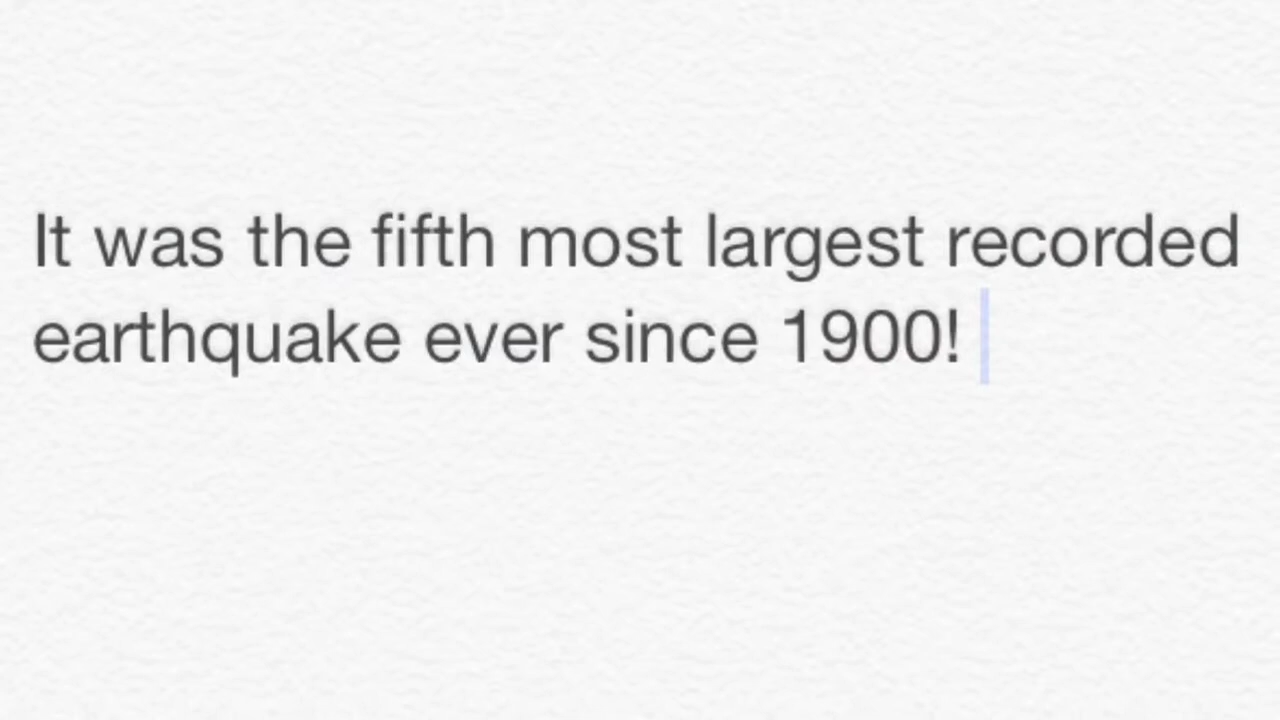 It was the fifth most largest recorded
earthquake ever since 1900!